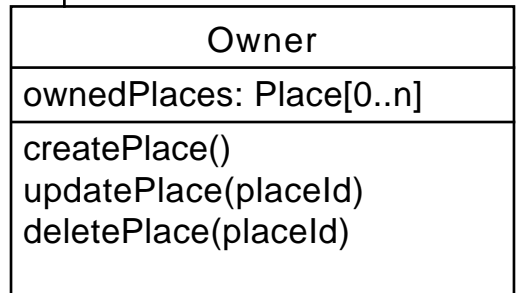 Owner
ownedPlaces: Place[0..n]
createPlace()
updatePlace(placeId)
deletePlace(placeId)